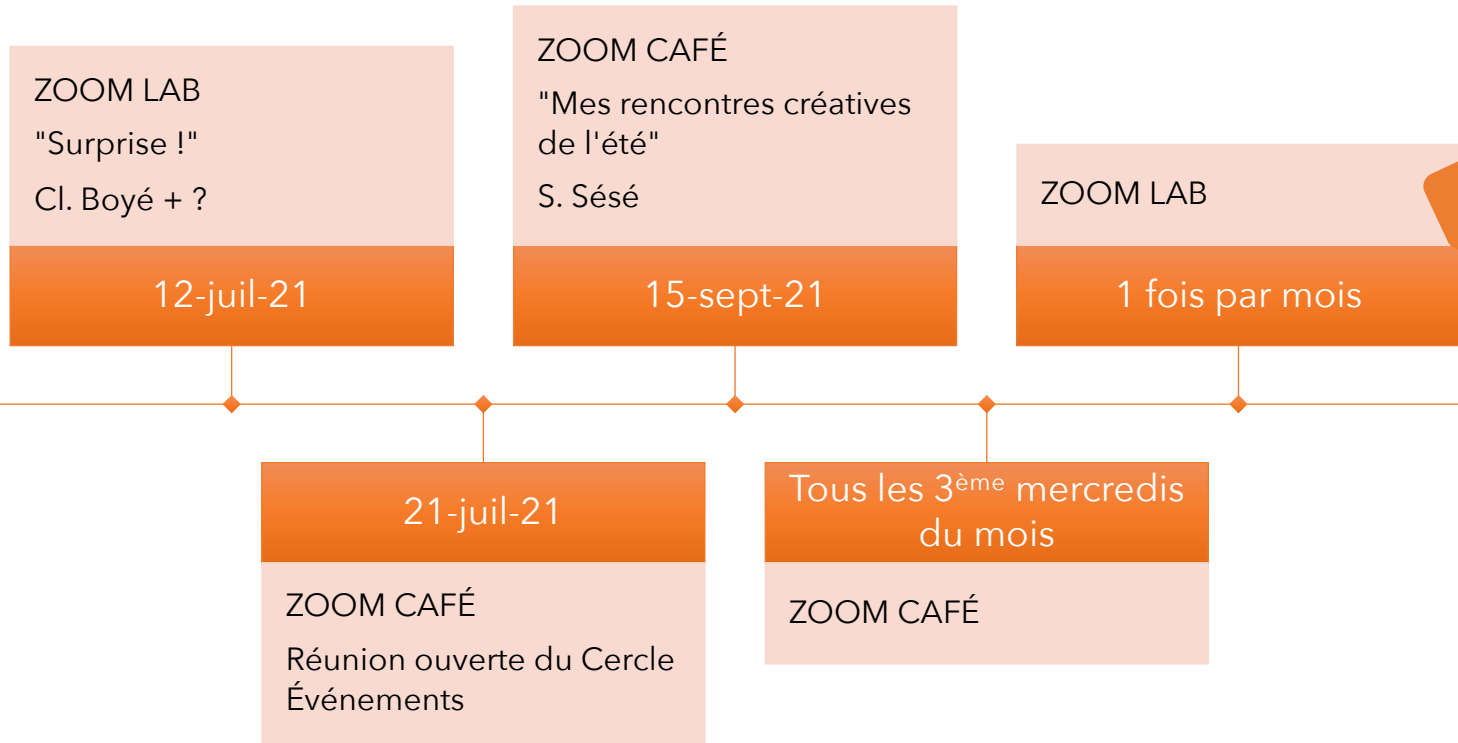 ZOOM LAB
"Surprise !"
Cl. Boyé + ?
12-juil-21
21-juil-21
ZOOM CAFÉ
Réunion ouverte du Cercle
Événements
ZOOM CAFÉ
"Mes rencontres créatives
de l'été"
S. Sésé
15-sept-21
Tous les 3ème mercredis
du mois
ZOOM CAFÉ
ZOOM LAB
1 fois par mois